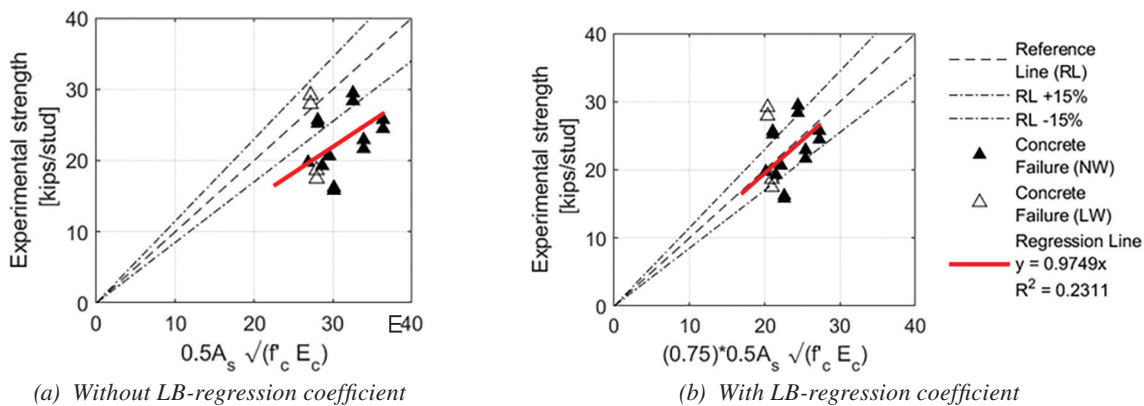 40
30
20
10
0
0
10
20
30
E40
Experimental strength
[kips/stud]
0.5A_s √(f'_c E_c)
(a) Without LB-regression coefficient
40
30
20
10
0
0
10
20
30
40
Experimental strength
[kips/stud]
(0.75)*0.5A_s √(f'_c E_c)
(b) With LB-regression coefficient
Reference
Line (RL)
RL +15%
RL -15%
Concrete
Failure (NW)
Concrete
Failure (LW)
Regression Line
y = 0.9749x
R² = 0.2311